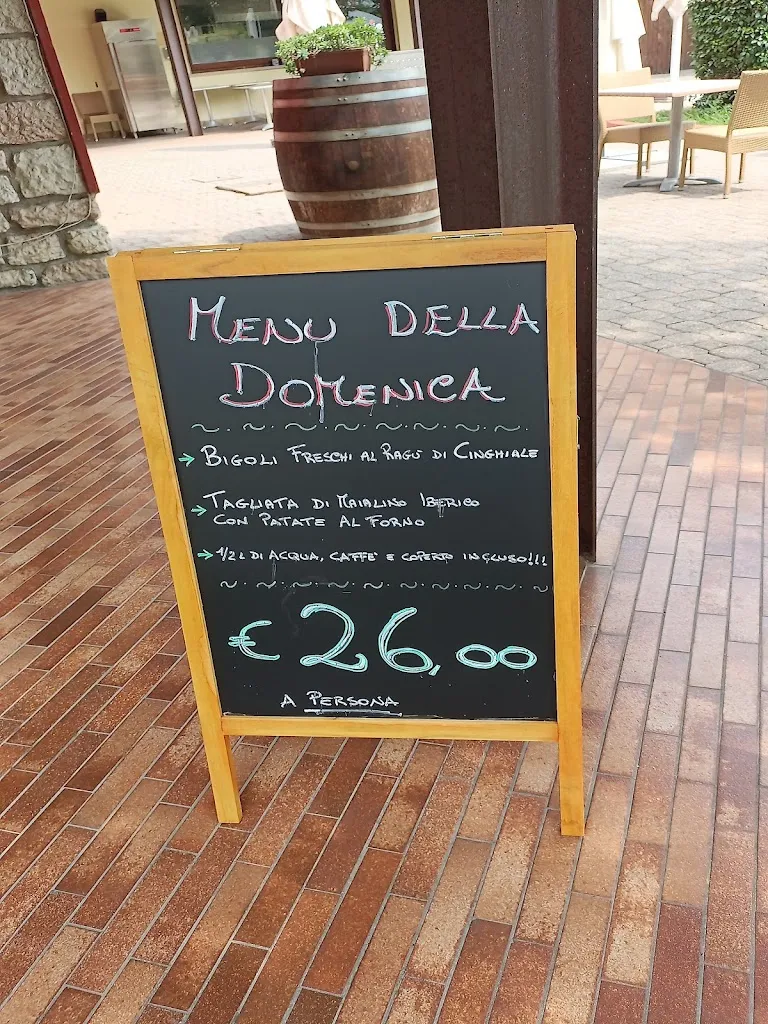 MENU DELLA
DOMENICA
BIGOLI FRESCHI AL RAGÙ DI CINGHIALE
TAGLIATA DI MAIALINO IBERICO
CON PATATE AL FORNO
1/2 L DI ACQUA, CAFFE' E COPERTO INCLUSO!!!
€26,00
A PERSONA